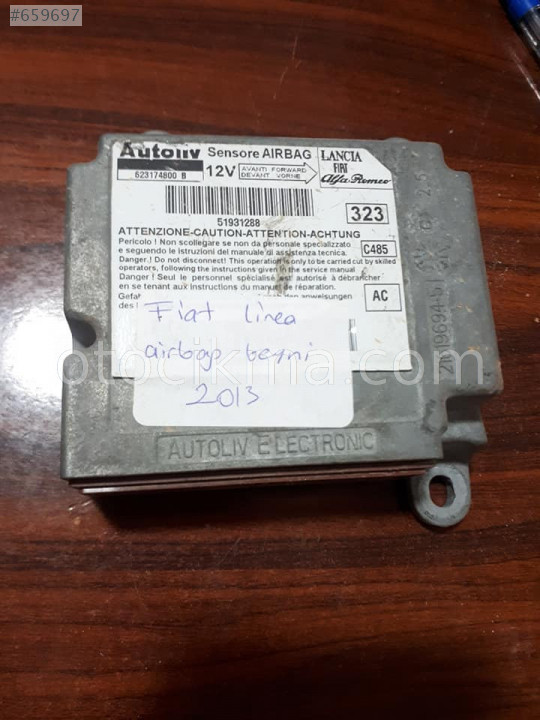 #659697
Autoliv Sensore AIRBAG LANCIA
623174800 B 12V AVANTI FORWARD FIAT
DEVANT VORNE Alfa-Romeo
51931288 323
ATTENZIONE-CAUTION-ATTENTION-ACHTUNG
Pericolo ! Non scollegare se non da personale specializzato C485
e seguendo le istruzioni del manuale di assistenza tecnica.
Danger ! Do not disconnect! This operation is only to be carried out by skilled
operators, following the instructions given in the service manual
Danger ! Seul le personnel spécialisé est autorisé à débrancher
en se tenant aux Instructions du manuel de réparation. AC
anweisungen
des
Fiat linea
airbag beyni
2013
otocikma.com
AUTOLIV ELECTRONIC